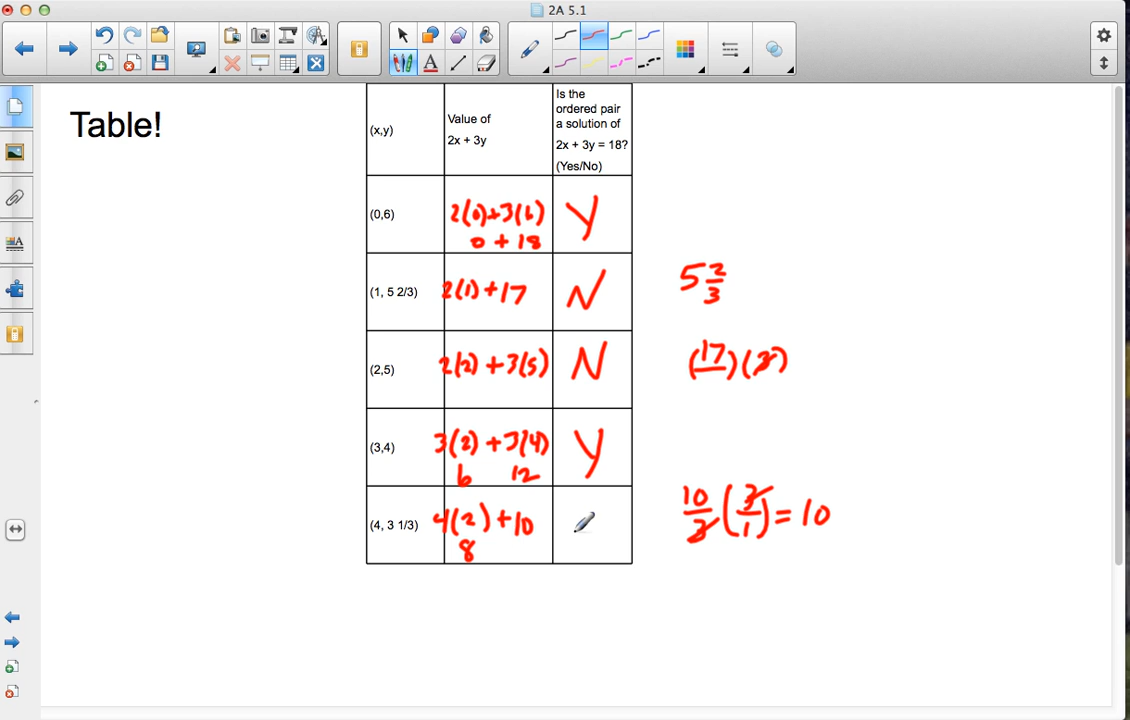 2A 5.1
Table!
(x,y)
Value of
2x + 3y
Is the
ordered pair
a solution of
2x + 3y = 18?
(Yes/No)
(0,6)
2(0)+3(6)
0 + 18
Y
(1, 5 2/3)
2(1)+17
N
5 2/3
(2,5)
2(2)+3(5)
N
(17/ )(3)
(3,4)
3(2)+3(4)
6 12
Y
(4, 3 1/3)
4(2)+10
8
10/3 (3/1) = 10